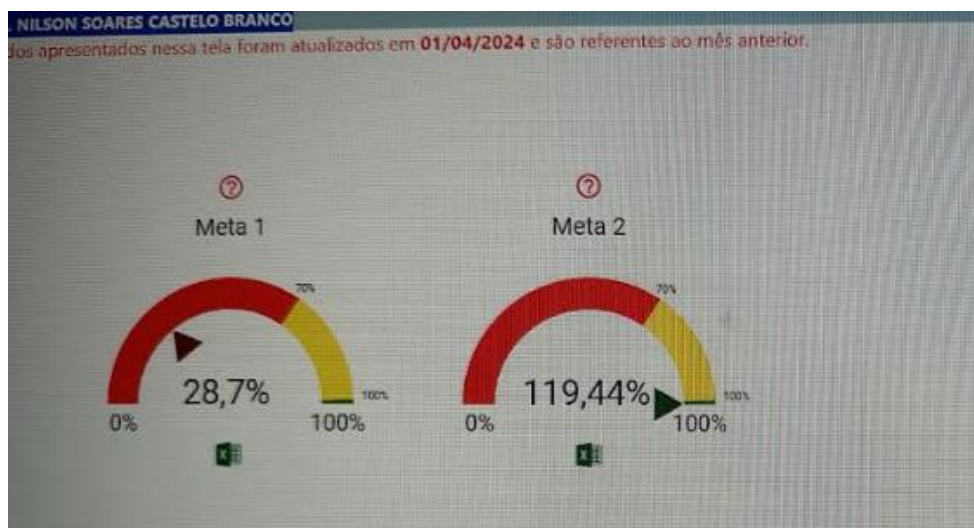 . NILSON SOARES CASTELO BRANCO
dos apresentados nessa tela foram atualizados em 01/04/2024 e são referentes ao mês anterior.
?
Meta 1
70%
28,7%
100%
0%
100%
X
?
Meta 2
70%
119,44%
100%
0%
100%
X